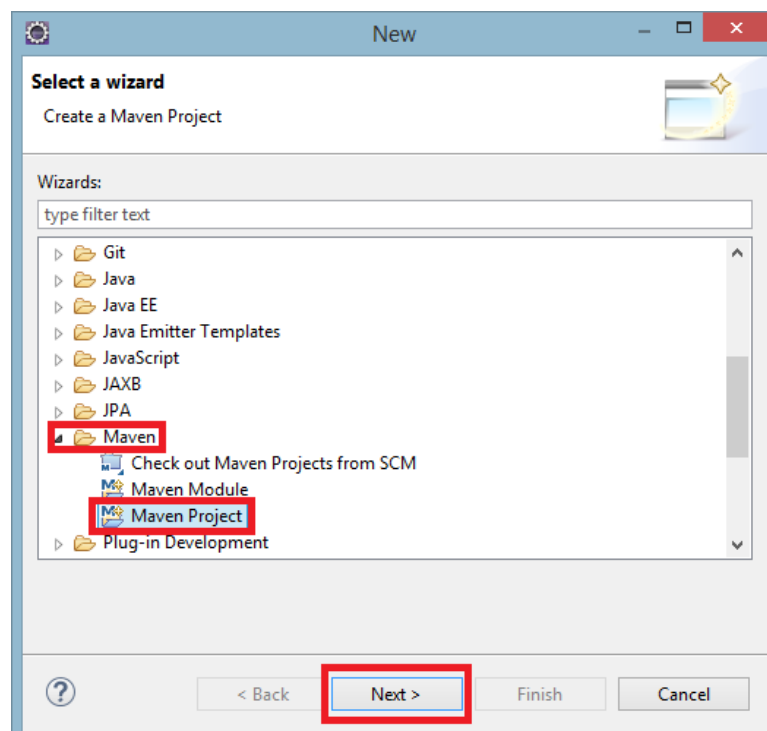 New
Select a wizard
Create a Maven Project
Wizards:
type filter text
Git
Java
Java EE
Java Emitter Templates
JavaScript
JAXB
JPA
Maven
Check out Maven Projects from SCM
Maven Module
Maven Project
Plug-in Development
? < Back Next > Finish Cancel